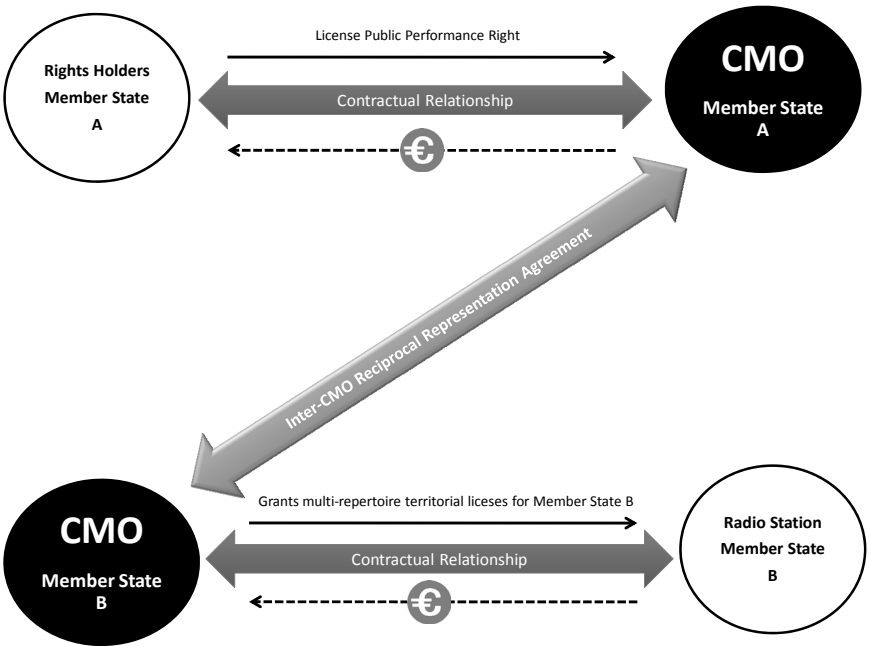 License Public Performance Right
Rights Holders
Member State
A
Contractual Relationship
€
CMO
Member State
A
Inter-CMO Reciprocal Representation Agreement
CMO
Member State
B
Grants multi-repertoire territorial liceses for Member State B
Contractual Relationship
€
Radio Station
Member State
B